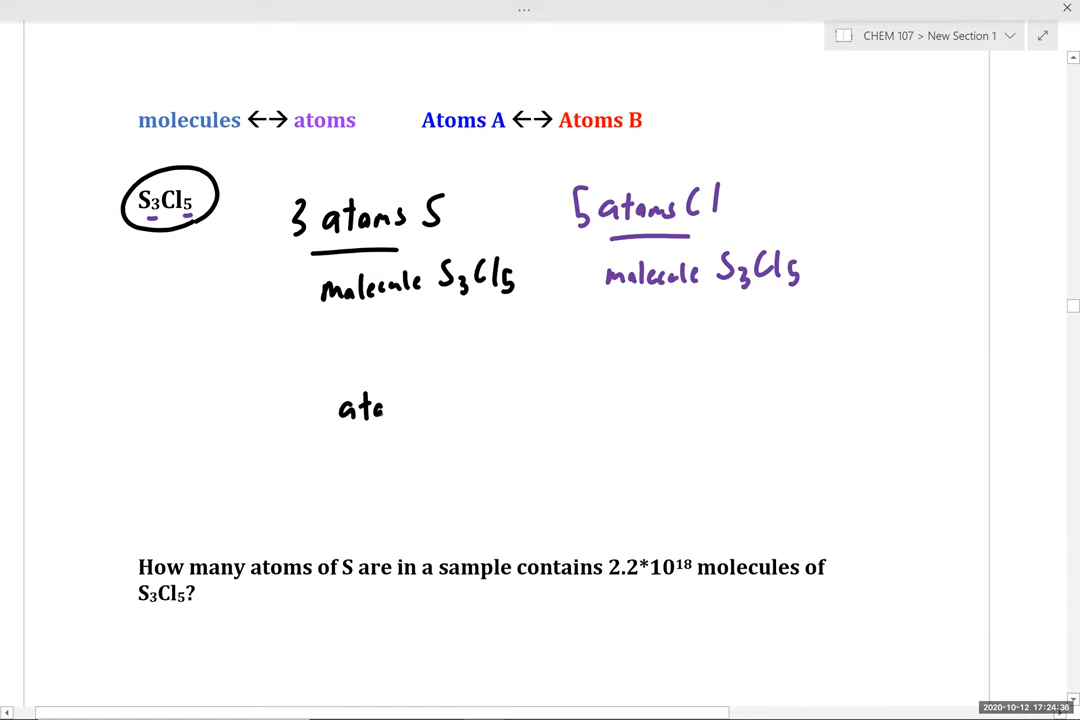 CHEM 107 > New Section 1
molecules ←→ atoms Atoms A ←→ Atoms B
S₃Cl₅
3 atoms S
molecule S₃Cl₅
5 atoms Cl
molecule S₃Cl₅
ato
How many atoms of S are in a sample contains 2.2*10¹⁸ molecules of
S₃Cl₅?
2020-10-12 17:24:36